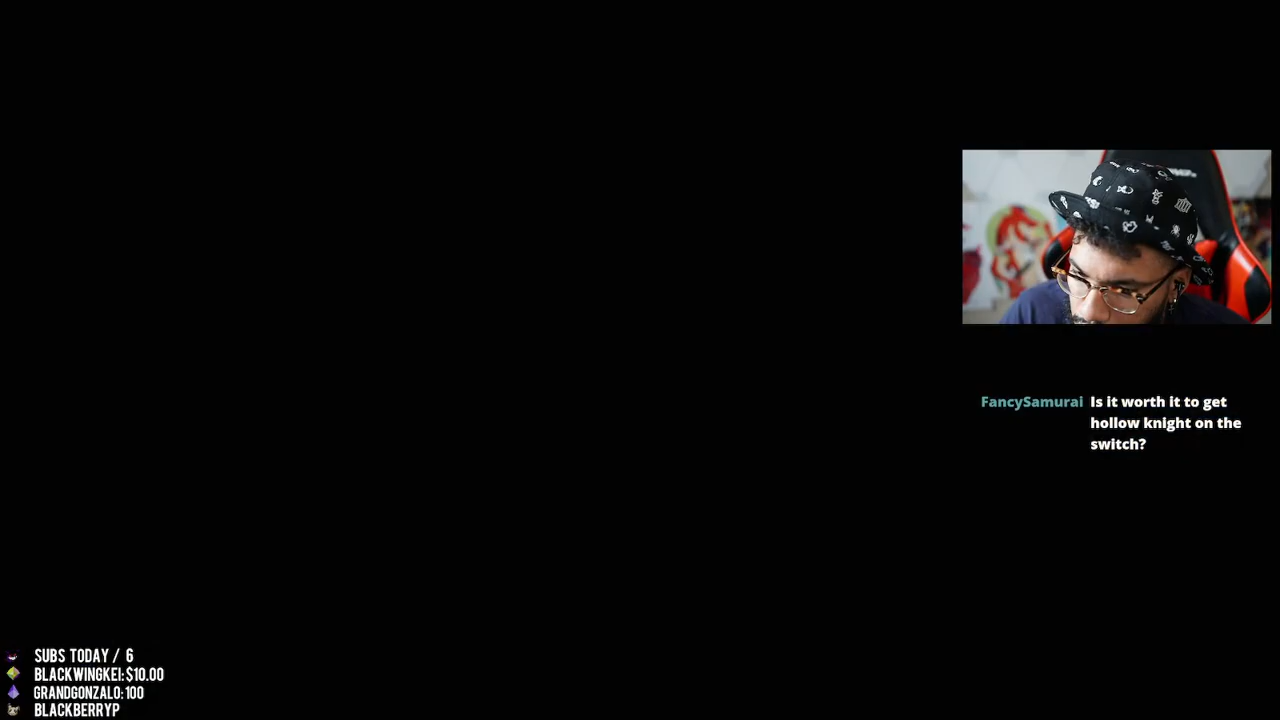 FancySamurai Is it worth it to get
hollow knight on the
switch?
SUBS TODAY / 6
BLACKWINGKEI: $10.00
GRANDGONZALO: 100
BLACKBERRYP